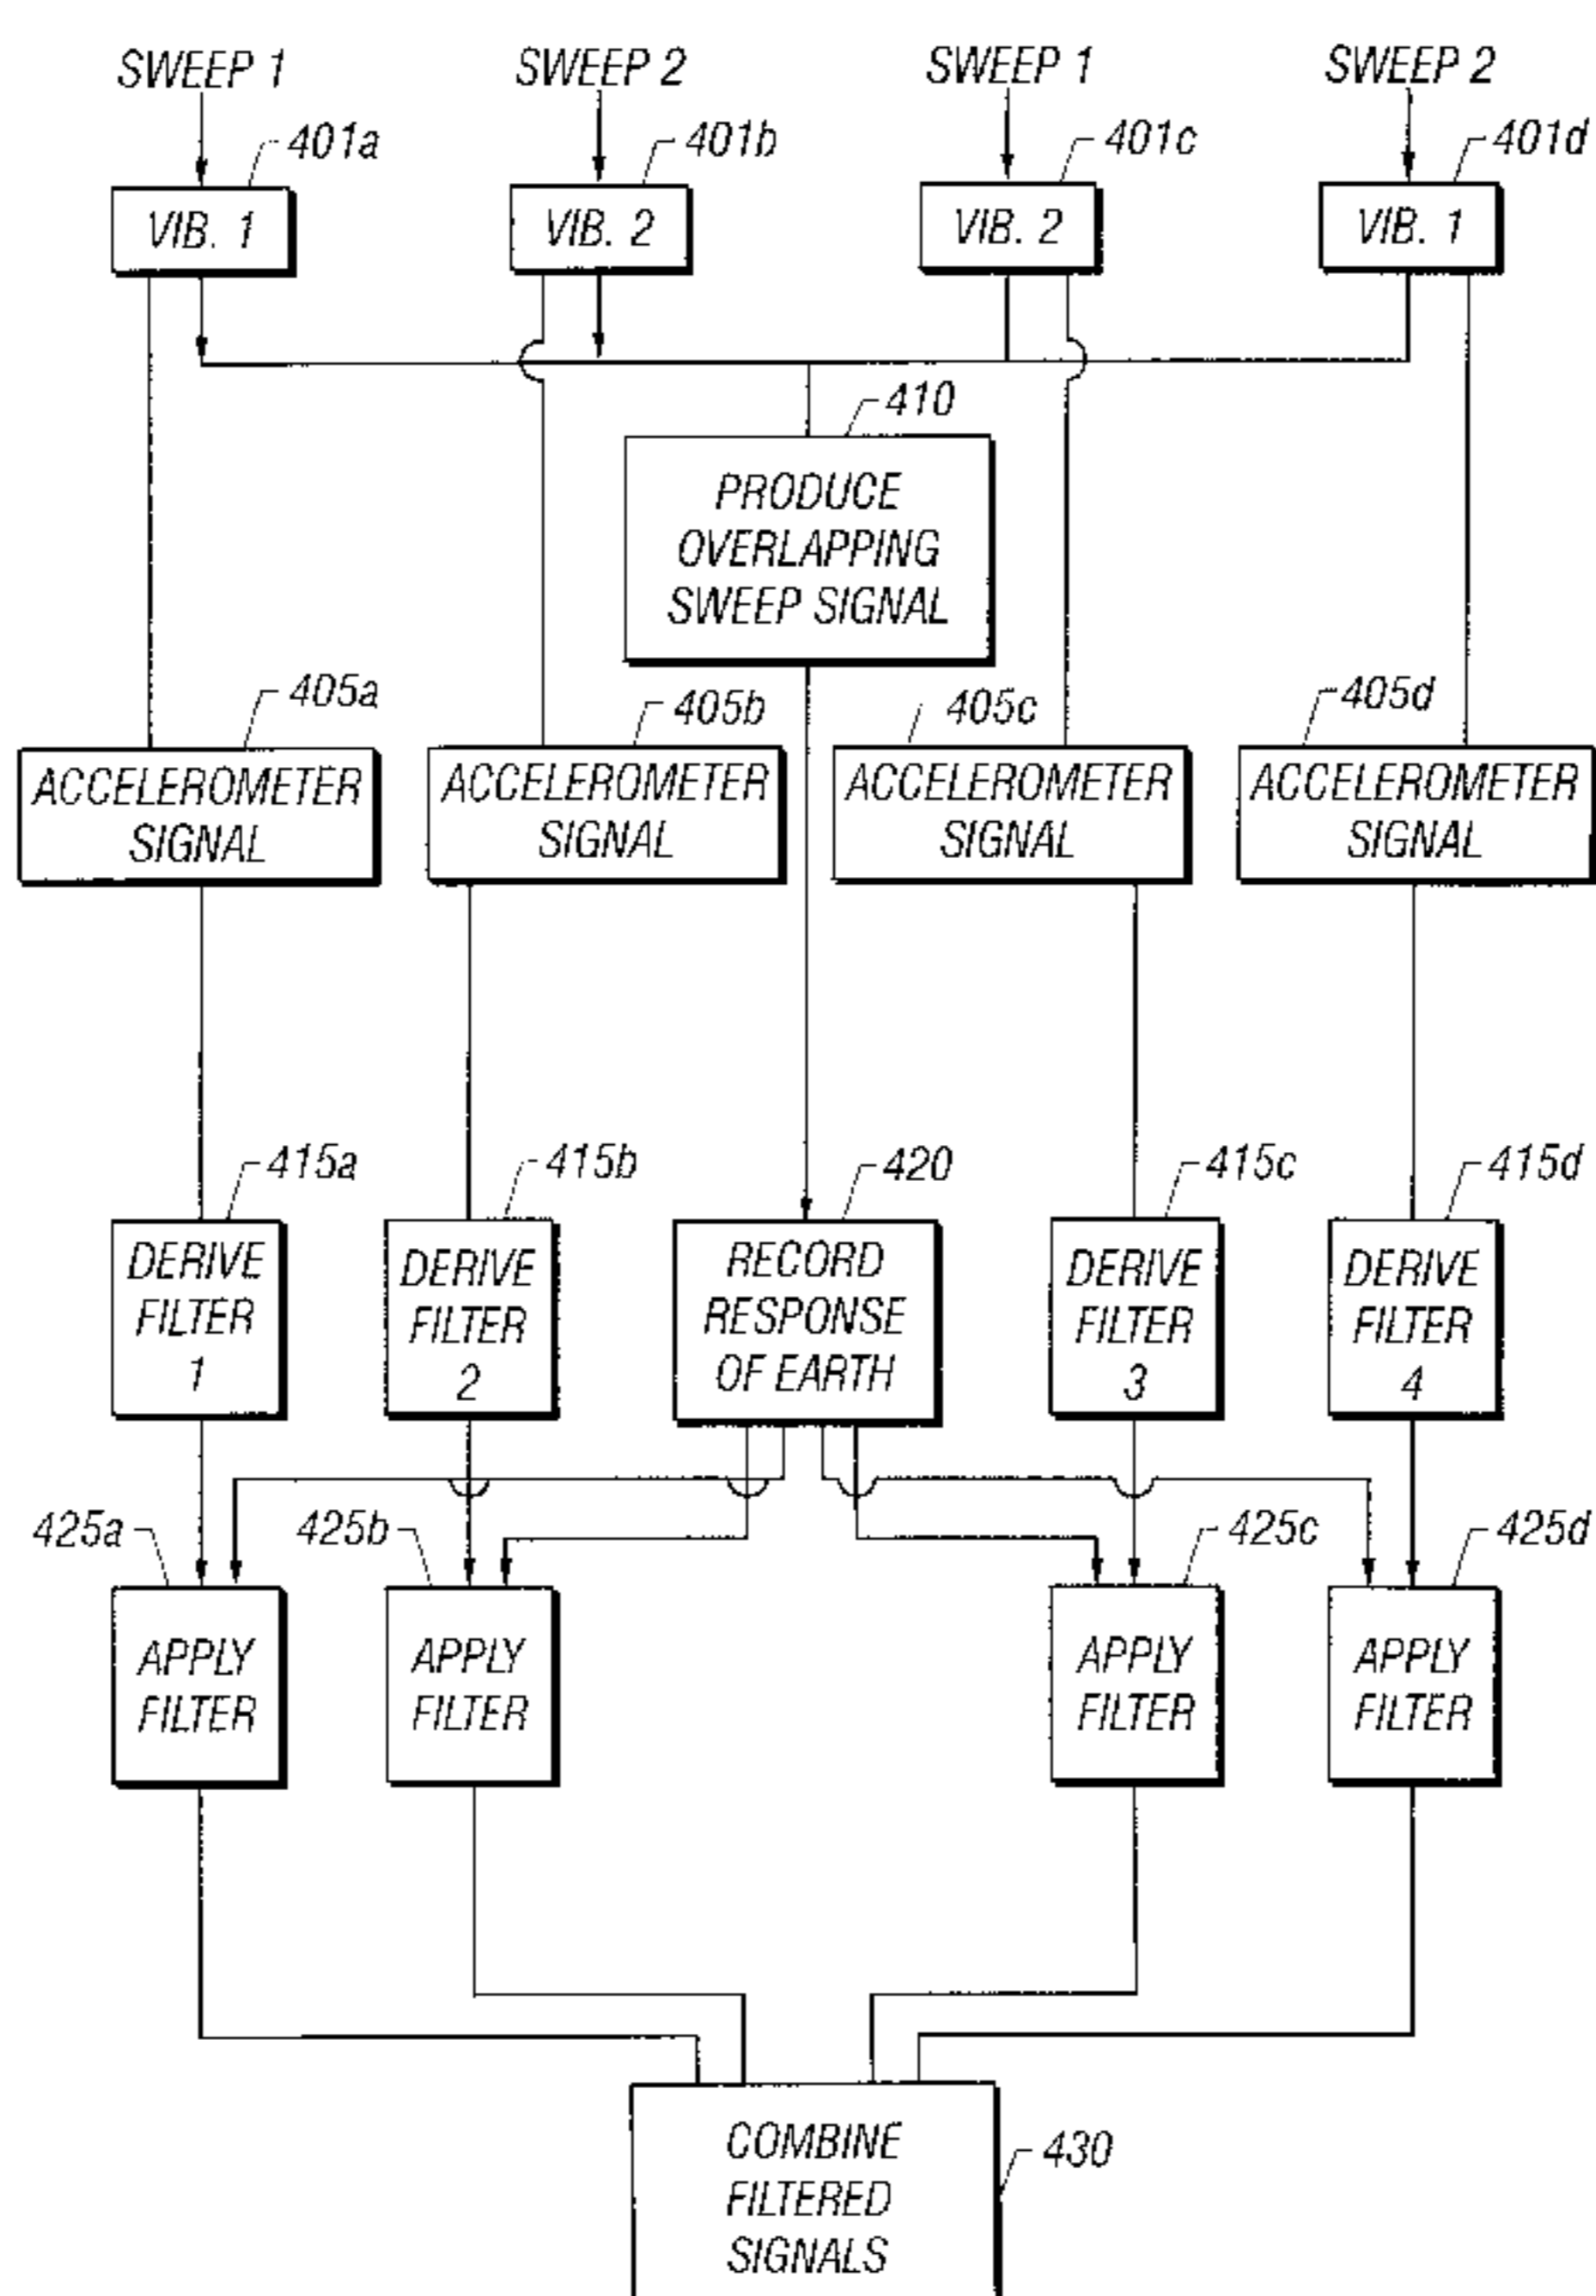 SWEEP 1
SWEEP 2
SWEEP 1
SWEEP 2
401a
401b
401c
401d
VIB. 1
VIB. 2
VIB. 2
VIB. 1
410
PRODUCE
OVERLAPPING
SWEEP SIGNAL
405a
405b
405c
405d
ACCELEROMETER
SIGNAL
ACCELEROMETER
SIGNAL
ACCELEROMETER
SIGNAL
ACCELEROMETER
SIGNAL
415a
415b
420
415c
415d
DERIVE
FILTER
1
DERIVE
FILTER
2
RECORD
RESPONSE
OF EARTH
DERIVE
FILTER
3
DERIVE
FILTER
4
425a
425b
425c
425d
APPLY
FILTER
APPLY
FILTER
APPLY
FILTER
APPLY
FILTER
COMBINE
FILTERED
SIGNALS
430